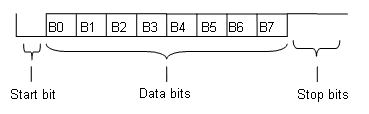 B0 B1 B2 B3 B4 B5 B6 B7
Start bit Data bits Stop bits